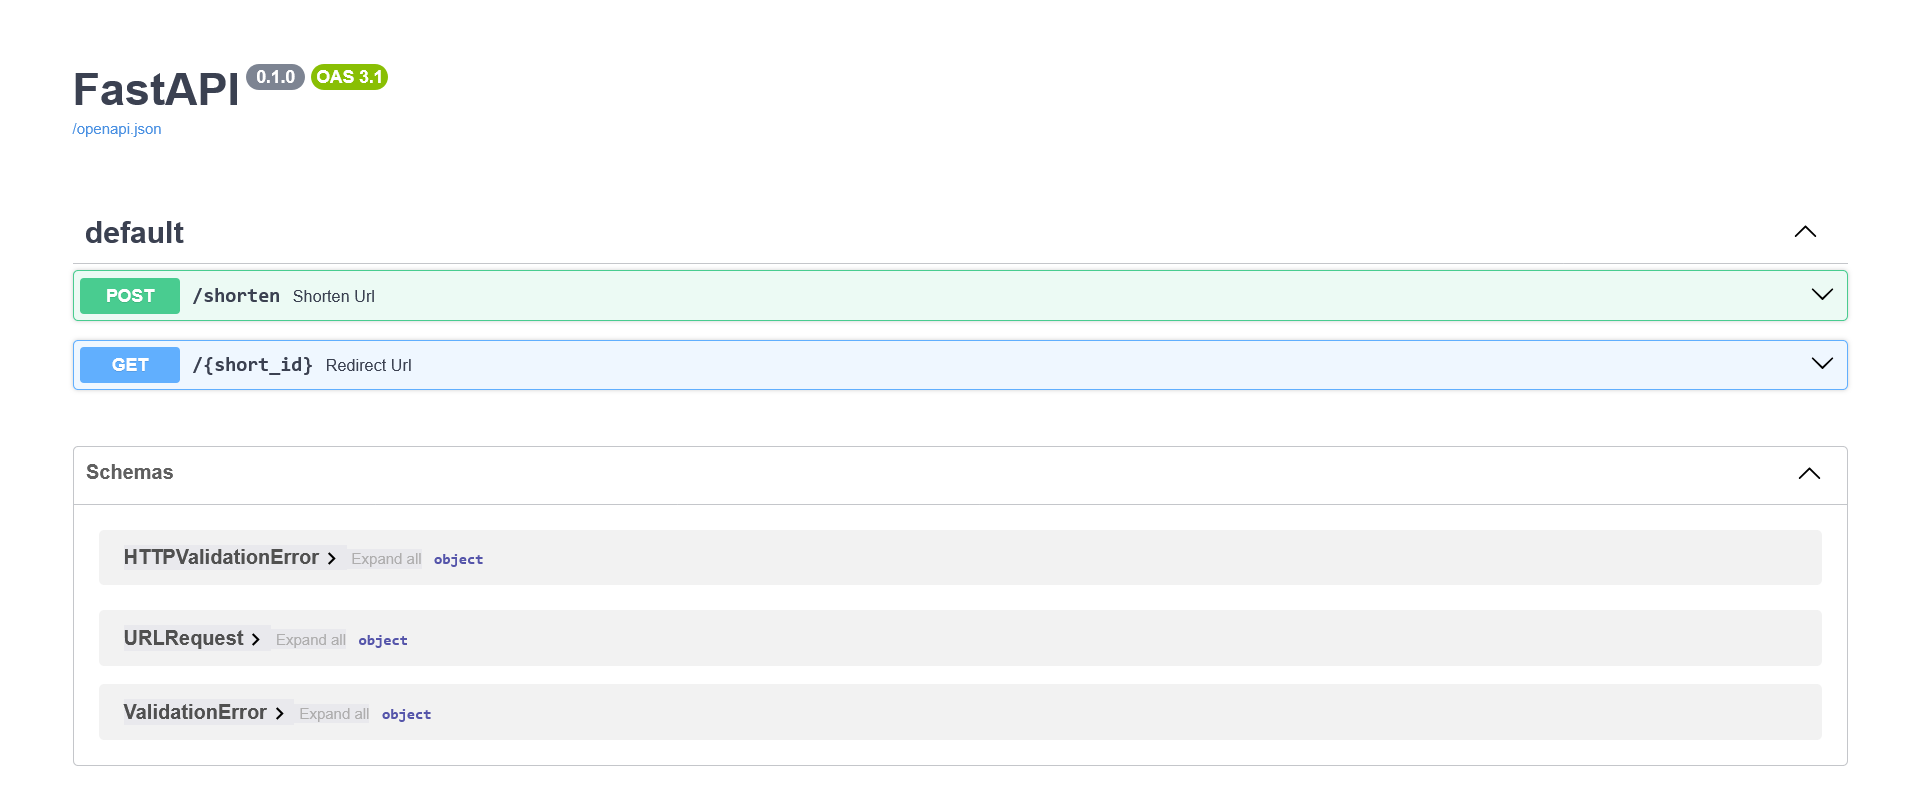 FastAPI 0.1.0 OAS 3.1
/openapi.json
default
POST /shorten Shorten Url
GET /{short_id} Redirect Url
Schemas
HTTPValidationError Expand all object
URLRequest Expand all object
ValidationError Expand all object